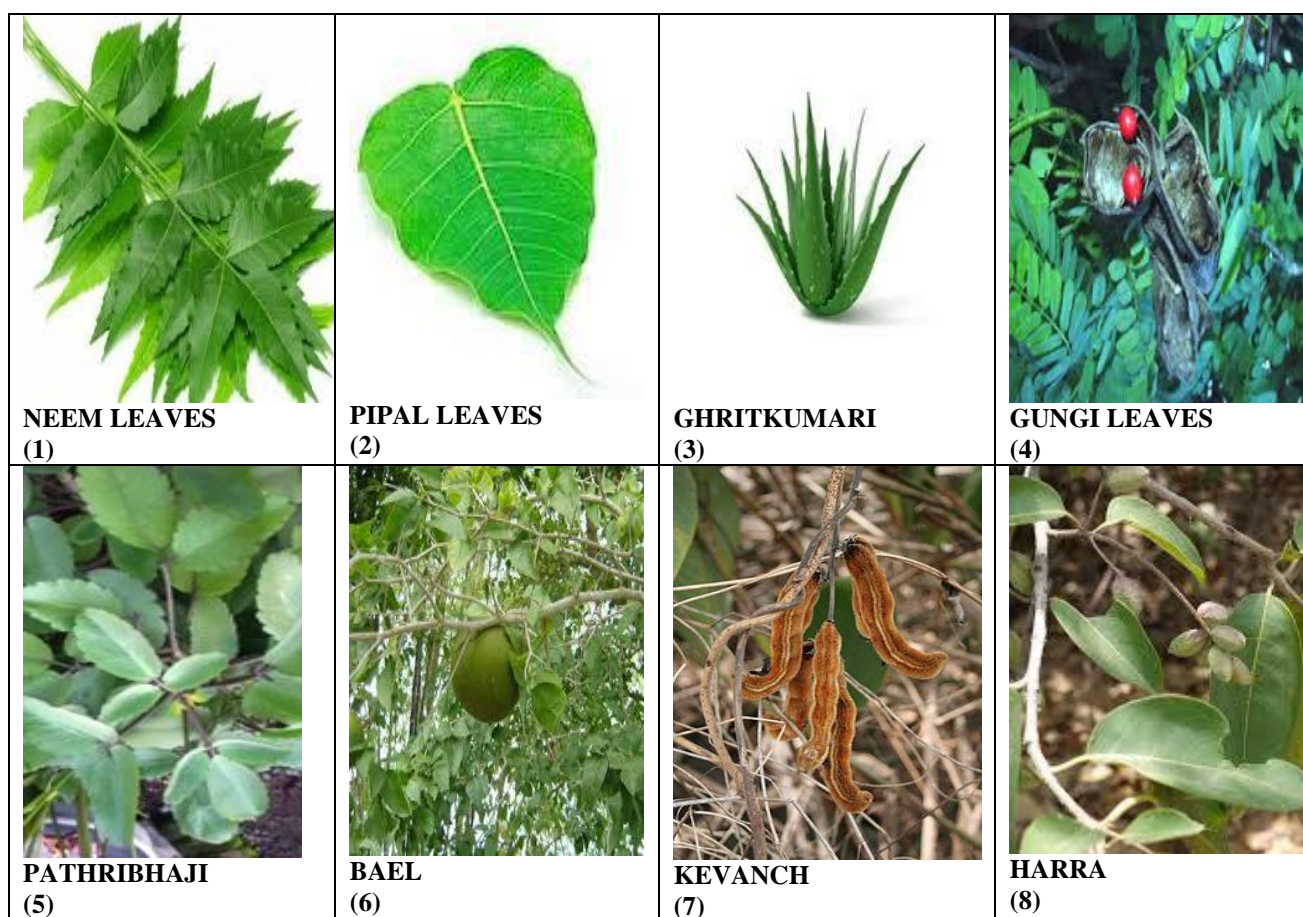 NEEM LEAVES
(1)
PIPAL LEAVES
(2)
GHRITKUMARI
(3)
GUNGI LEAVES
(4)
PATHRIBHAJI
(5)
BAEL
(6)
KEVANCH
(7)
HARRA
(8)